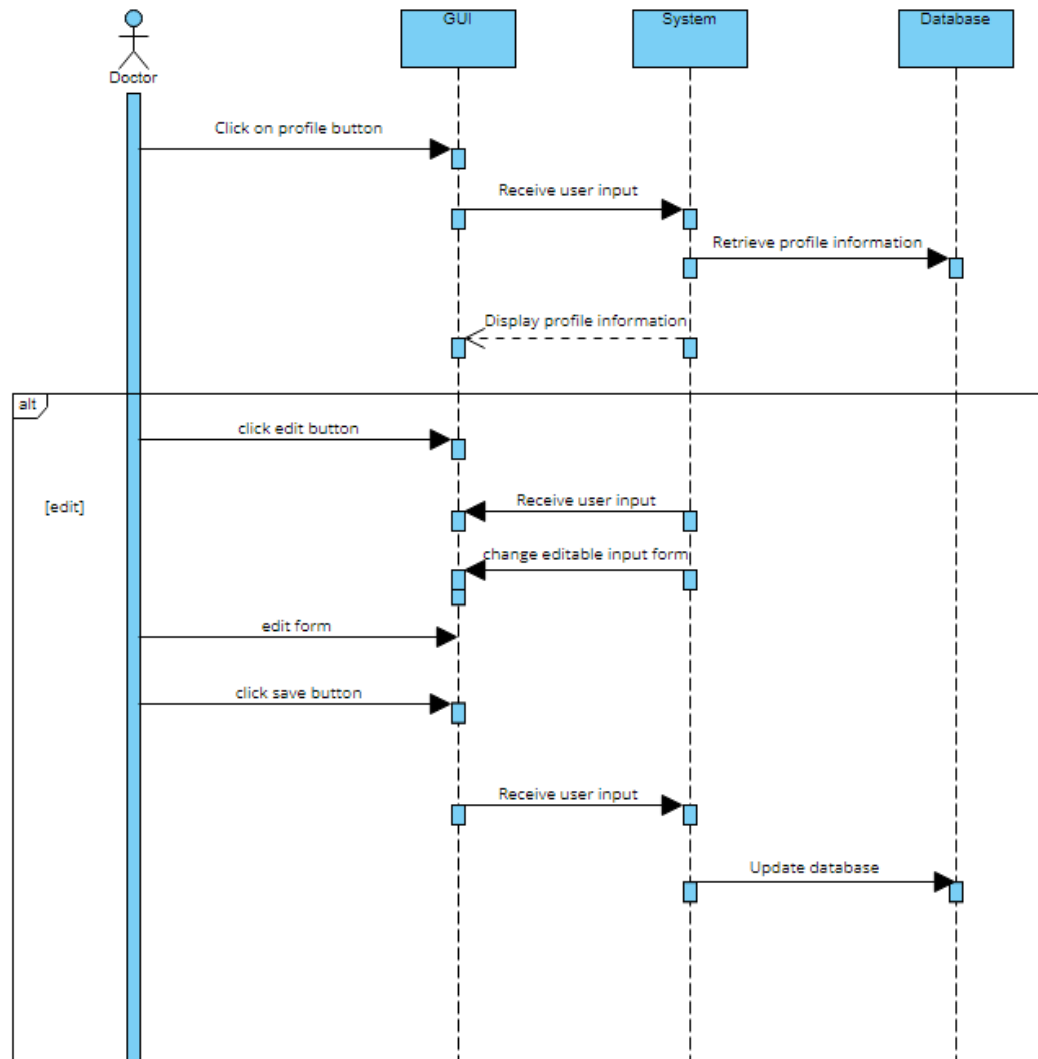 GUI
System
Database
Doctor
Click on profile button
Receive user input
Retrieve profile information
Display profile information
alt
click edit button
[edit]
Receive user input
change editable input form
edit form
click save button
Receive user input
Update database